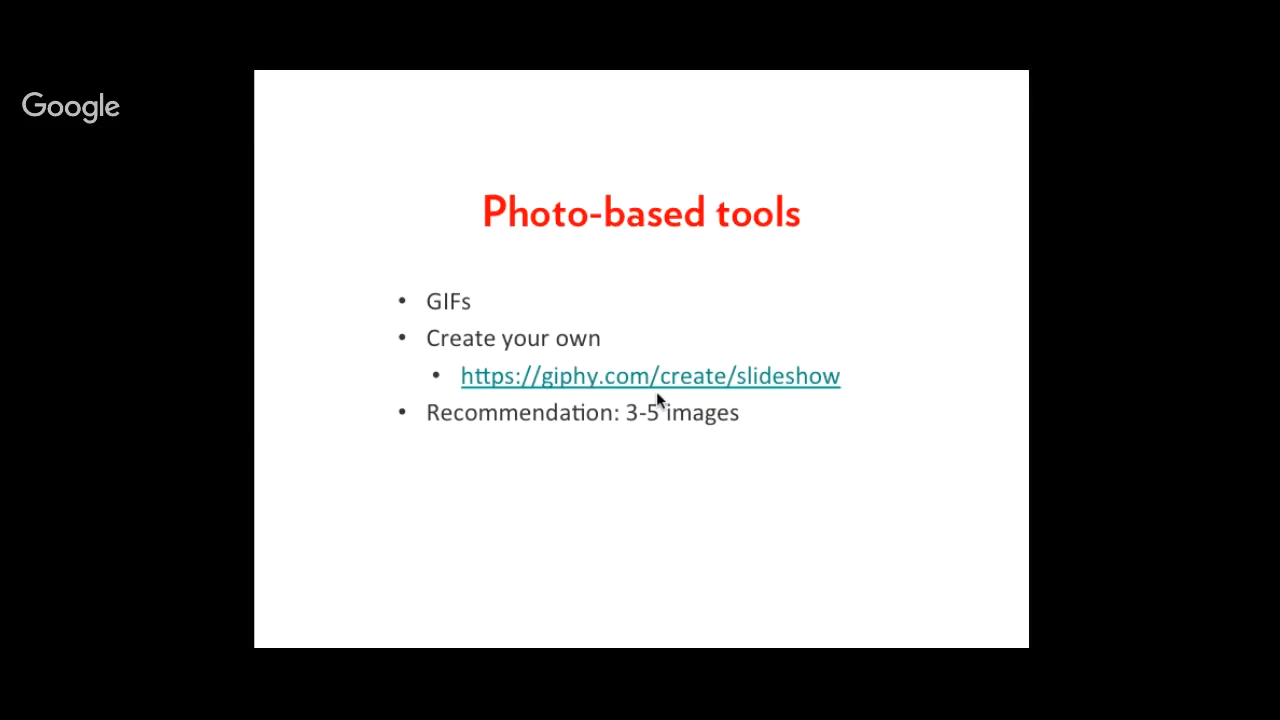 Google
Photo-based tools
• GIFs
• Create your own
• https://giphy.com/create/slideshow
• Recommendation: 3-5 images